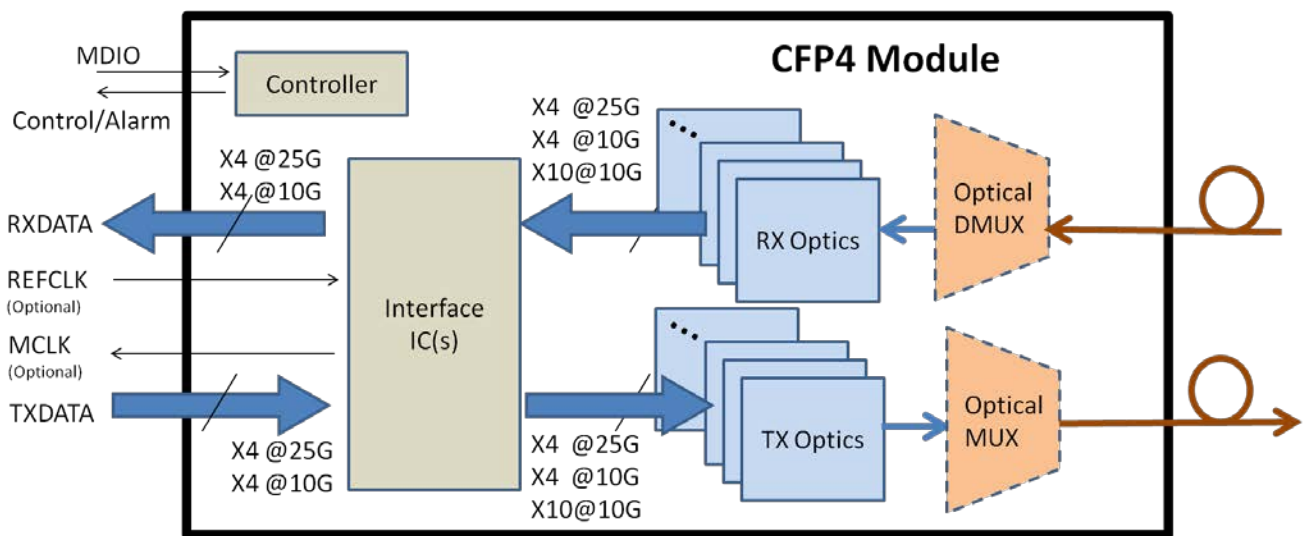 CFP4 Module
MDIO
Controller
Control/Alarm
X4 @25G
X4 @10G
X4 @25G
X4 @10G
X10@10G
RXDATA
RX Optics
Optical
DMUX
REFCLK
(Optional)
Interface
IC(s)
MCLK
(Optional)
TXDATA
X4 @25G
X4 @10G
X4 @25G
X4 @10G
X10@10G
TX Optics
Optical
MUX